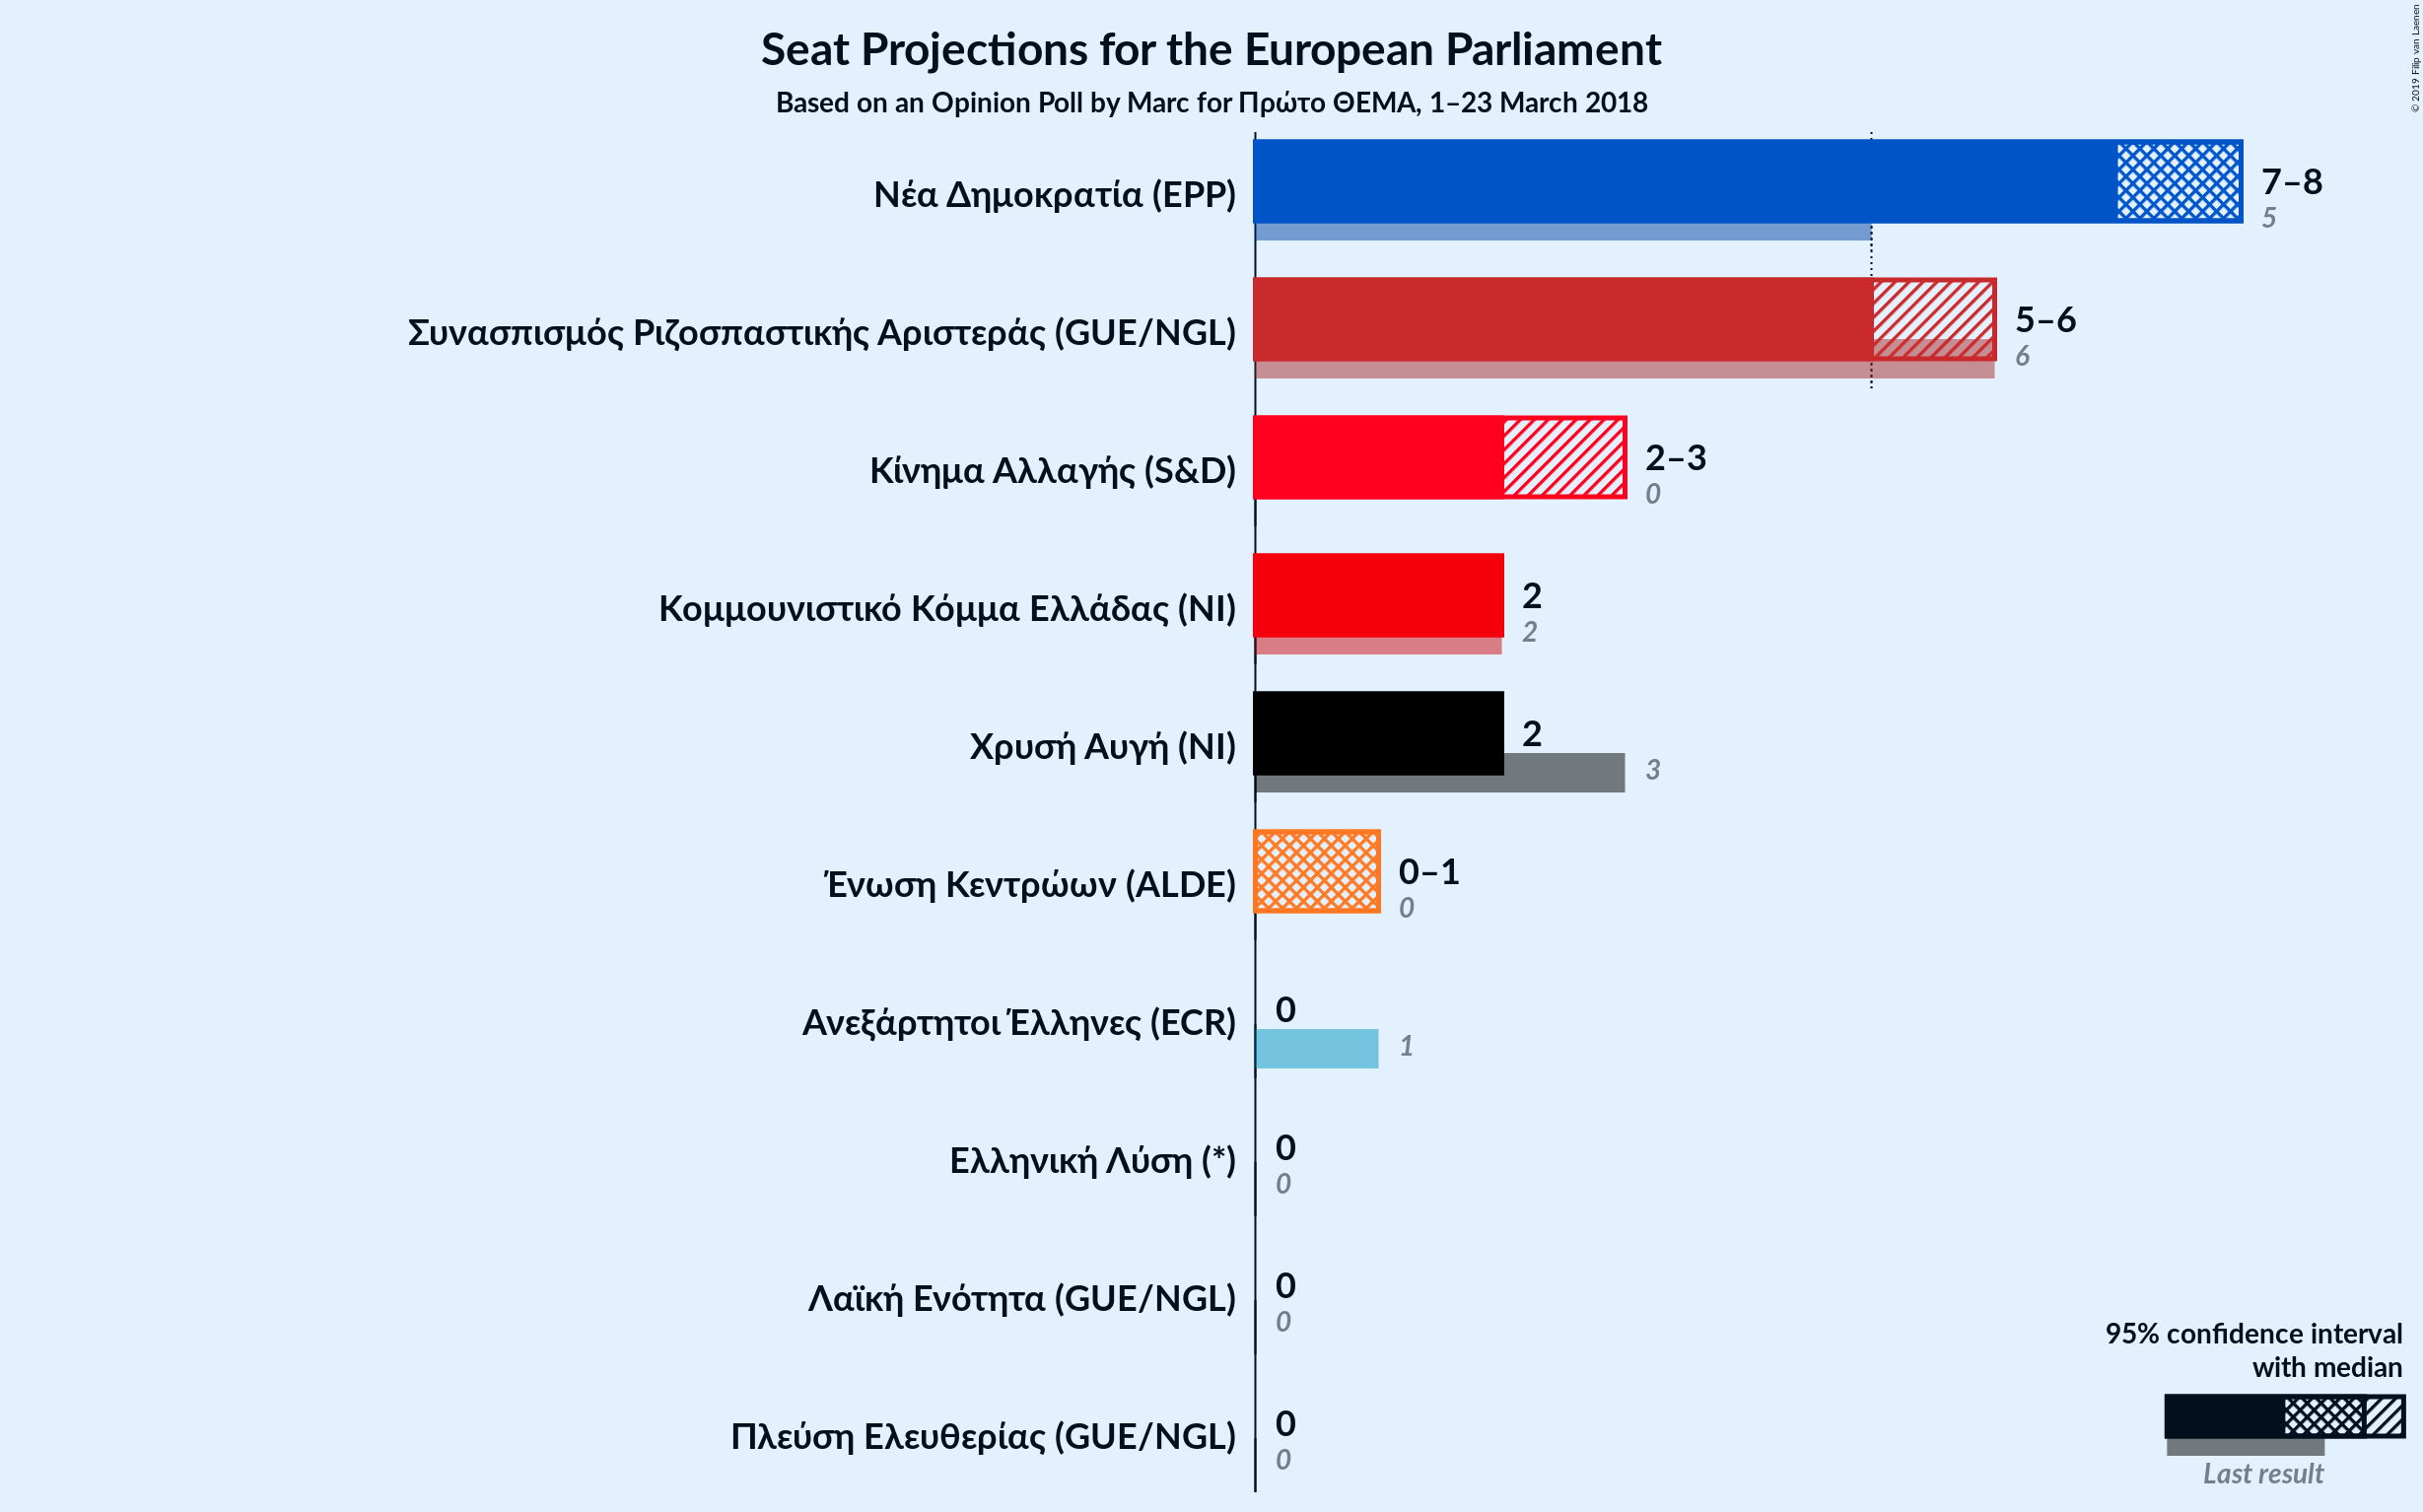 Seat Projections for the European Parliament
Based on an Opinion Poll by Marc for Πρώτο ΘΕΜΑ, 1–23 March 2018
© 2019 Filip van Laenen
Νέα Δημοκρατία (EPP)
7–8
5
Συνασπισμός Ριζοσπαστικής Αριστεράς (GUE/NGL)
5–6
6
Κίνημα Αλλαγής (S&D)
2–3
0
Κομμουνιστικό Κόμμα Ελλάδας (NI)
2
2
Χρυσή Αυγή (NI)
2
3
Ένωση Κεντρώων (ALDE)
0–1
0
Ανεξάρτητοι Έλληνες (ECR)
0
1
Ελληνική Λύση (*)
0
0
Λαϊκή Ενότητα (GUE/NGL)
0
0
Πλεύση Ελευθερίας (GUE/NGL)
0
0
95% confidence interval
with median
Last result